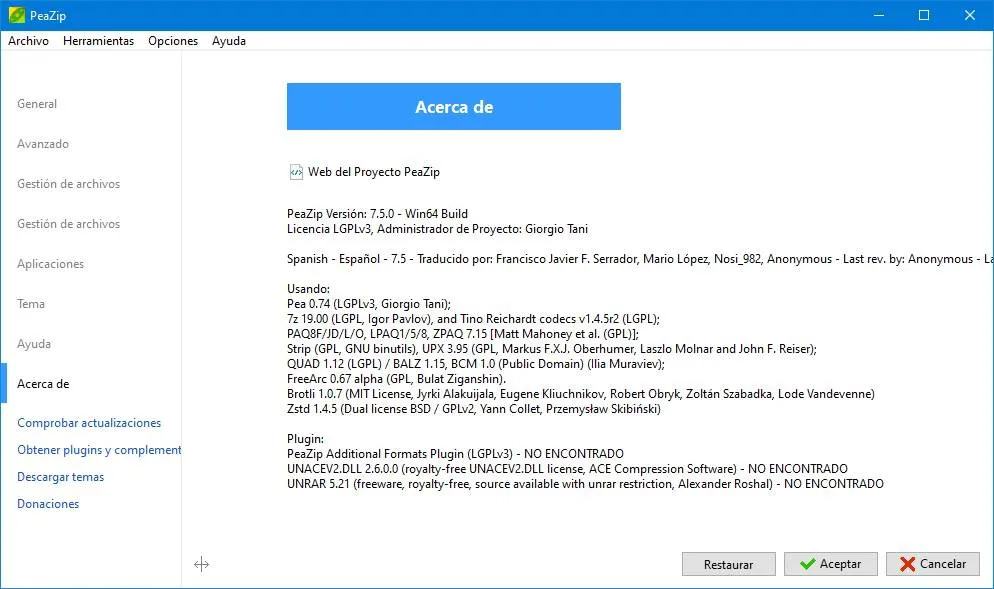 PeaZip
Archivo Herramientas Opciones Ayuda
General
Avanzado
Gestión de archivos
Gestión de archivos
Aplicaciones
Tema
Ayuda
Acerca de
Comprobar actualizaciones
Obtener plugins y complement
Descargar temas
Donaciones
Acerca de
Web del Proyecto PeaZip
PeaZip Versión: 7.5.0 - Win64 Build
Licencia LGPLv3, Administrador de Proyecto: Giorgio Tani
Spanish - Español - 7.5 - Traducido por: Francisco Javier F. Serrador, Mario López, Nosi_982, Anonymous - Last rev. by: Anonymous - La
Usando:
Pea 0.74 (LGPLv3, Giorgio Tani);
7z 19.00 (LGPL, Igor Pavlov), and Tino Reichardt codecs v1.4.5r2 (LGPL);
PAQ8F/JD/L/O, LPAQ1/5/8, ZPAQ 7.15 [Matt Mahoney et al. (GPL)];
Strip (GPL, GNU binutils), UPX 3.95 (GPL, Markus F.X.J. Oberhumer, Laszlo Molnar and John F. Reiser);
QUAD 1.12 (LGPL) / BALZ 1.15, BCM 1.0 (Public Domain) (Ilia Muraviev);
FreeArc 0.67 alpha (GPL, Bulat Ziganshin).
Brotli 1.0.7 (MIT License, Jyrki Alakuijala, Eugene Kliuchnikov, Robert Obryk, Zoltán Szabadka, Lode Vandevenne)
Zstd 1.4.5 (Dual license BSD / GPLv2, Yann Collet, Przemysław Skibiński)
Plugin:
PeaZip Additional Formats Plugin (LGPLv3) - NO ENCONTRADO
UNACEV2.DLL 2.6.0.0 (royalty-free UNACEV2.DLL license, ACE Compression Software) - NO ENCONTRADO
UNRAR 5.21 (freeware, royalty-free, source available with unrar restriction, Alexander Roshal) - NO ENCONTRADO
Restaurar Aceptar Cancelar